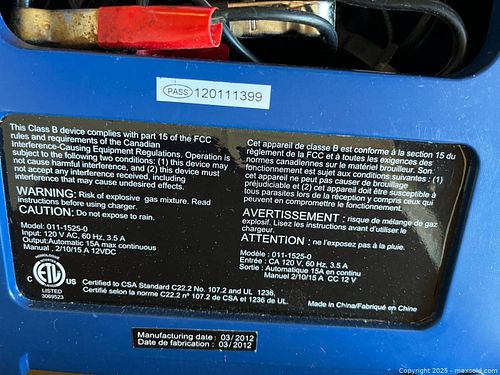 PASS 120111399
This Class B device complies with part 15 of the FCC
rules and requirements of the Canadian
Interference-Causing Equipment Regulations. Operation is
subject to the following two conditions: (1) this device may
not cause harmful interference, and (2) this device must
accept any interference received, including
interference that may cause undesired effects.
WARNING: Risk of explosive gas mixture. Read
instructions before using charger.
CAUTION: Do not expose to rain.
Model: 011-1525-0
Input: 120 V AC, 60 Hz, 3.5 A
Output:Automatic 15A max continuous
Manual, 2/10/15 A 12VDC
Cet appareil de classe B est conforme à la section 15 du
règlement de la FCC et à toutes les exigences des
normes canadiennes sur le matériel brouilleur. Son
fonctionnement est sujet aux conditions suivantes : (1)
cet appareil ne peut pas causer de brouillage
préjudiciable et (2) cet appareil doit être susceptible à
tous parasites lors de la réception y compris ceux qui
peuvent en compromettre le fonctionnement.
AVERTISSEMENT : risque de mélange de gaz
explosif. Lisez les instructions avant d'utiliser le
chargeur.
ATTENTION : ne l'exposez pas à la pluie.
Modèle : 011-1525-0
Entrée : CA 120 V, 60 Hz, 3,5 A
Sortie : Automatique 15A en continu
Manuel 2/10/15 A CC 12 V
C ETL US
LISTED
3069523
Certified to CSA Standard C22.2 No. 107.2 and UL 1236.
Certifié selon la norme C22.2 n° 107.2 de CSA et 1236 de UL.
Made in China/Fabriqué en Chine
Manufacturing date : 03/2012
Date de fabrication : 03/2012
Copyright 2025 - maxsold.com